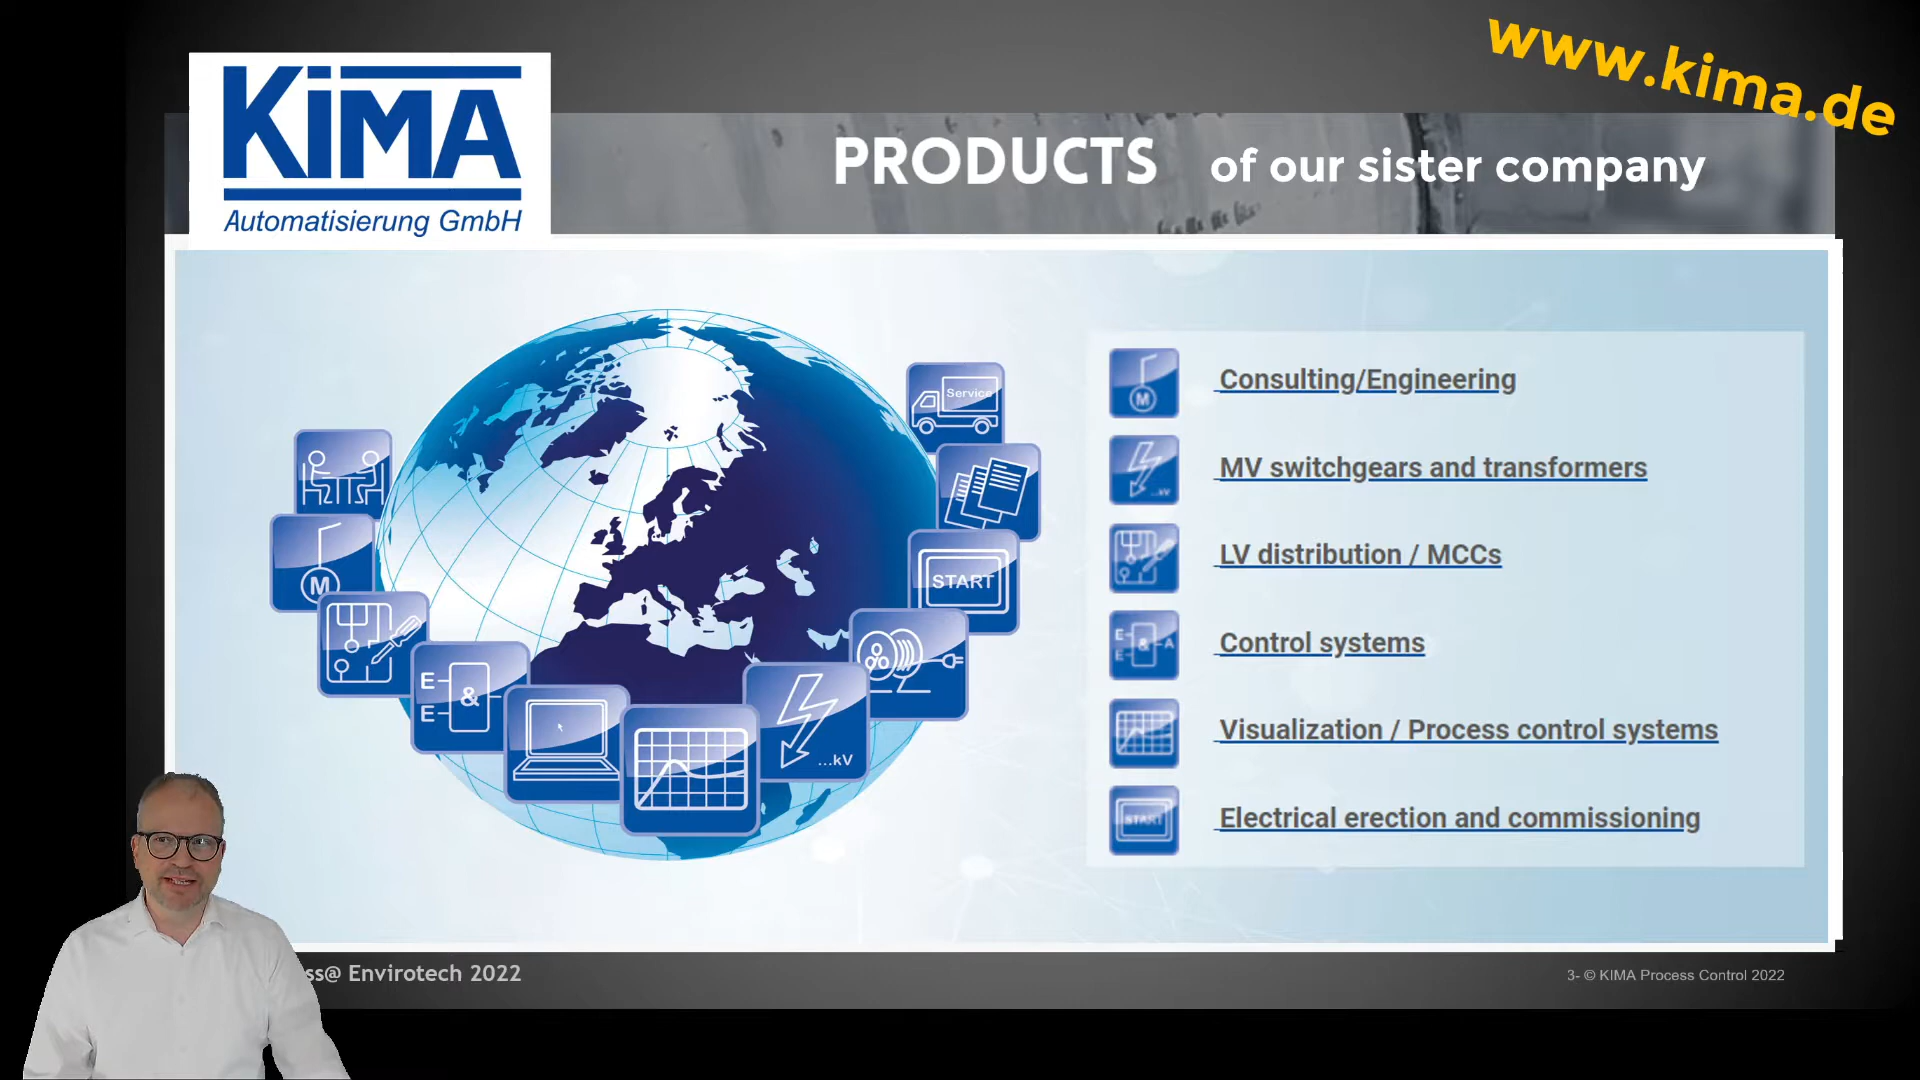 www.kima.de
KiMA
Automatisierung GmbH
PRODUCTS of our sister company
Service
M
START
E
E
&
...kV
Consulting/Engineering
M
MV switchgears and transformers
...kV
LV distribution / MCCs
Control systems
E
E
&
A
Visualization / Process control systems
Electrical erection and commissioning
START
ss@ Envirotech 2022
3- © KIMA Process Control 2022